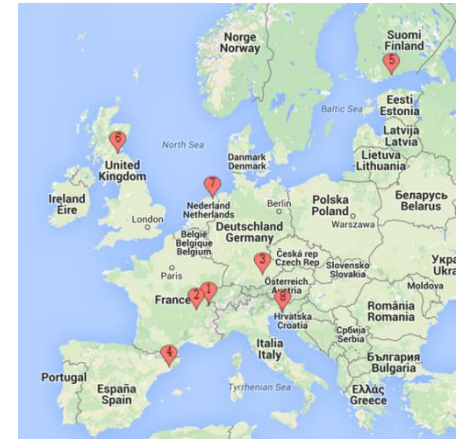 Norge
Norway
Suomi
Finland
5
Baltic Sea
Eesti
Estonia
Latvija
Latvia
Lietuva
Lithuania
6
North Sea
Danmark
Denmark
United
Kingdom
Ireland
Éire
7
Nederland
Netherlands
Berlin
Polska
Poland
Warszawa
Беларусь
Belarus
London
België
Belgique
Belgien
Deutschland
Germany
3
Česká rep
Czech Rep
Slovensko
Slovakia
Укра
Ukra
Paris
Österreich
Austria
Moldova
France
2
1
8
Hrvatska
Croatia
România
Romania
Србија
Serbia
Italia
Italy
България
Bulgaria
4
Portugal
España
Spain
Tyrrhenian Sea
Ελλάς
Greece